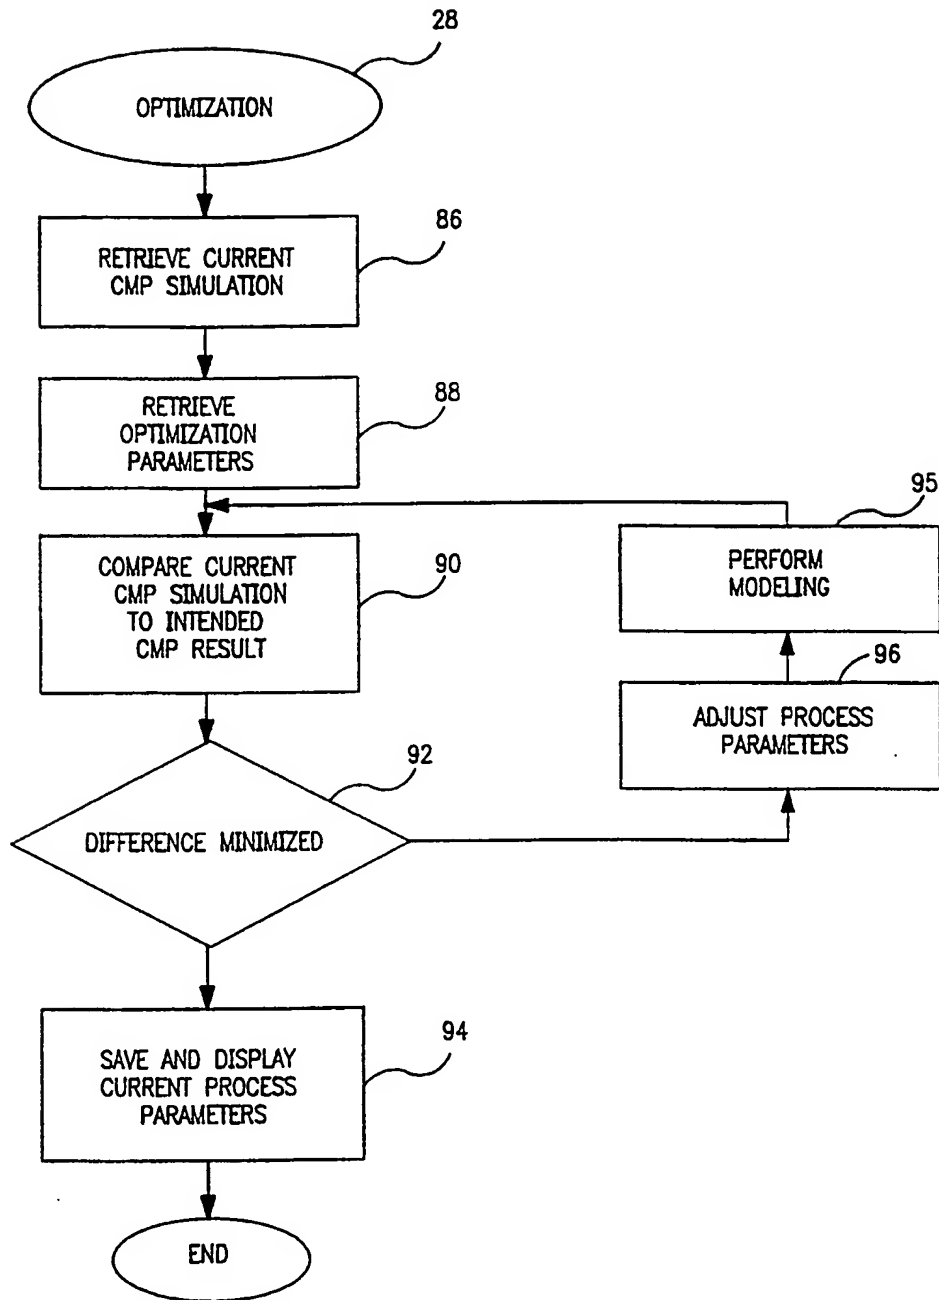 28
OPTIMIZATION
86
RETRIEVE CURRENT
CMP SIMULATION
88
RETRIEVE
OPTIMIZATION
PARAMETERS
90
COMPARE CURRENT
CMP SIMULATION
TO INTENDED
CMP RESULT
95
PERFORM
MODELING
96
ADJUST PROCESS
PARAMETERS
92
DIFFERENCE MINIMIZED
94
SAVE AND DISPLAY
CURRENT PROCESS
PARAMETERS
END